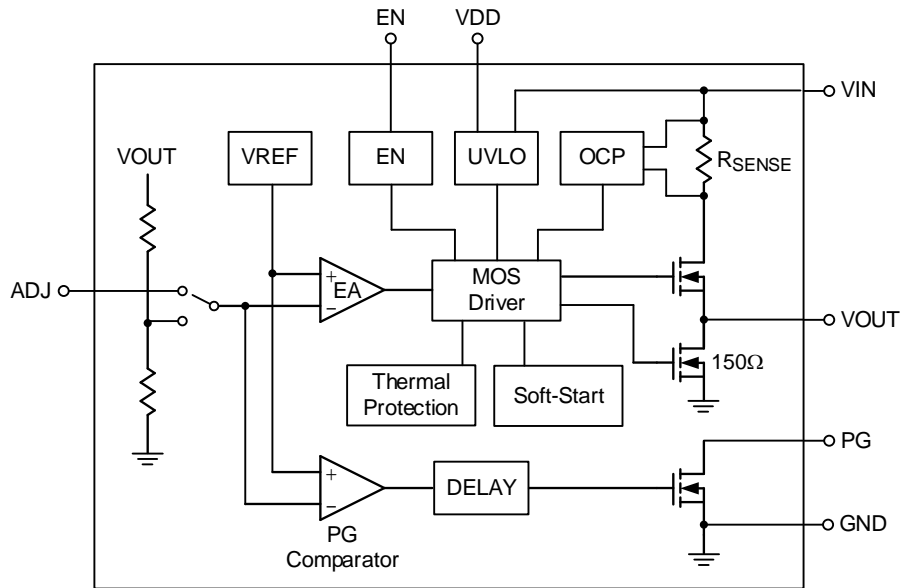 EN
VDD
VIN
VOUT
VREF
EN
UVLO
OCP
RSENSE
ADJ
+
EA
−
MOS
Driver
VOUT
150Ω
Thermal
Protection
Soft-Start
PG
+
−
DELAY
PG
Comparator
GND